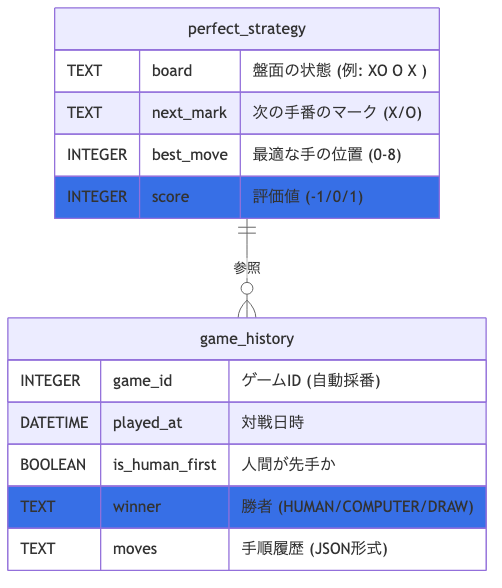 perfect_strategy
TEXT board 盤面の状態 (例: XO O X )
TEXT next_mark 次の手番のマーク (X/O)
INTEGER best_move 最適な手の位置 (0-8)
INTEGER score 評価値 (-1/0/1)
参照
game_history
INTEGER game_id ゲームID (自動採番)
DATETIME played_at 対戦日時
BOOLEAN is_human_first 人間が先手か
TEXT winner 勝者 (HUMAN/COMPUTER/DRAW)
TEXT moves 手順履歴 (JSON形式)